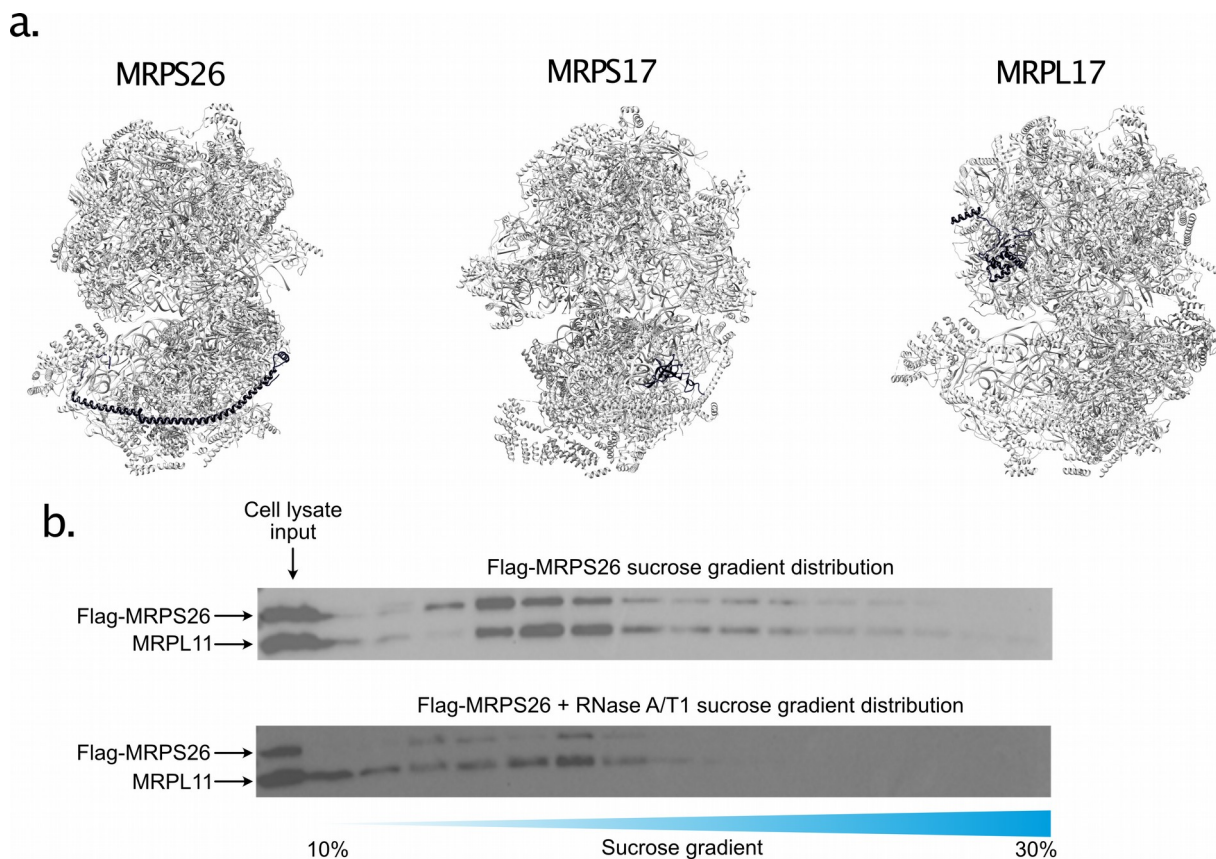 a.
MRPS26
MRPS17
MRPL17
b.
Cell lysate
input
Flag-MRPS26 sucrose gradient distribution
Flag-MRPS26
MRPL11
Flag-MRPS26 + RNase A/T1 sucrose gradient distribution
Flag-MRPS26
MRPL11
10%
Sucrose gradient
30%